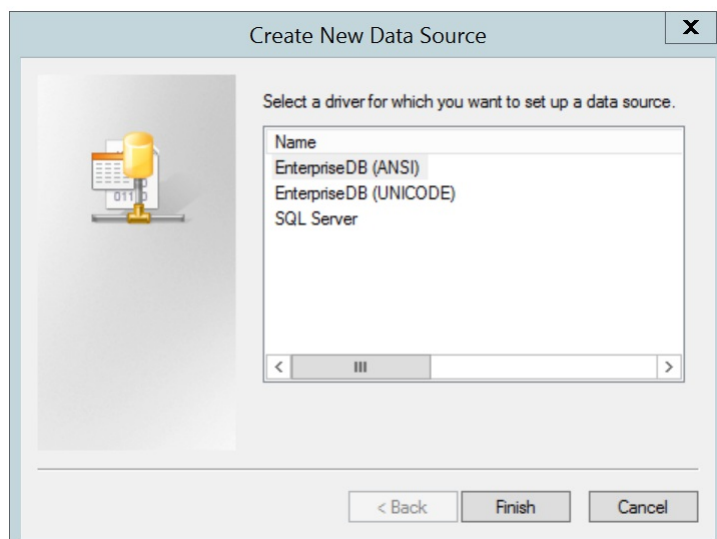 Create New Data Source
X
Select a driver for which you want to set up a data source.
Name
EnterpriseDB (ANSI)
EnterpriseDB (UNICODE)
SQL Server
< Back Finish Cancel